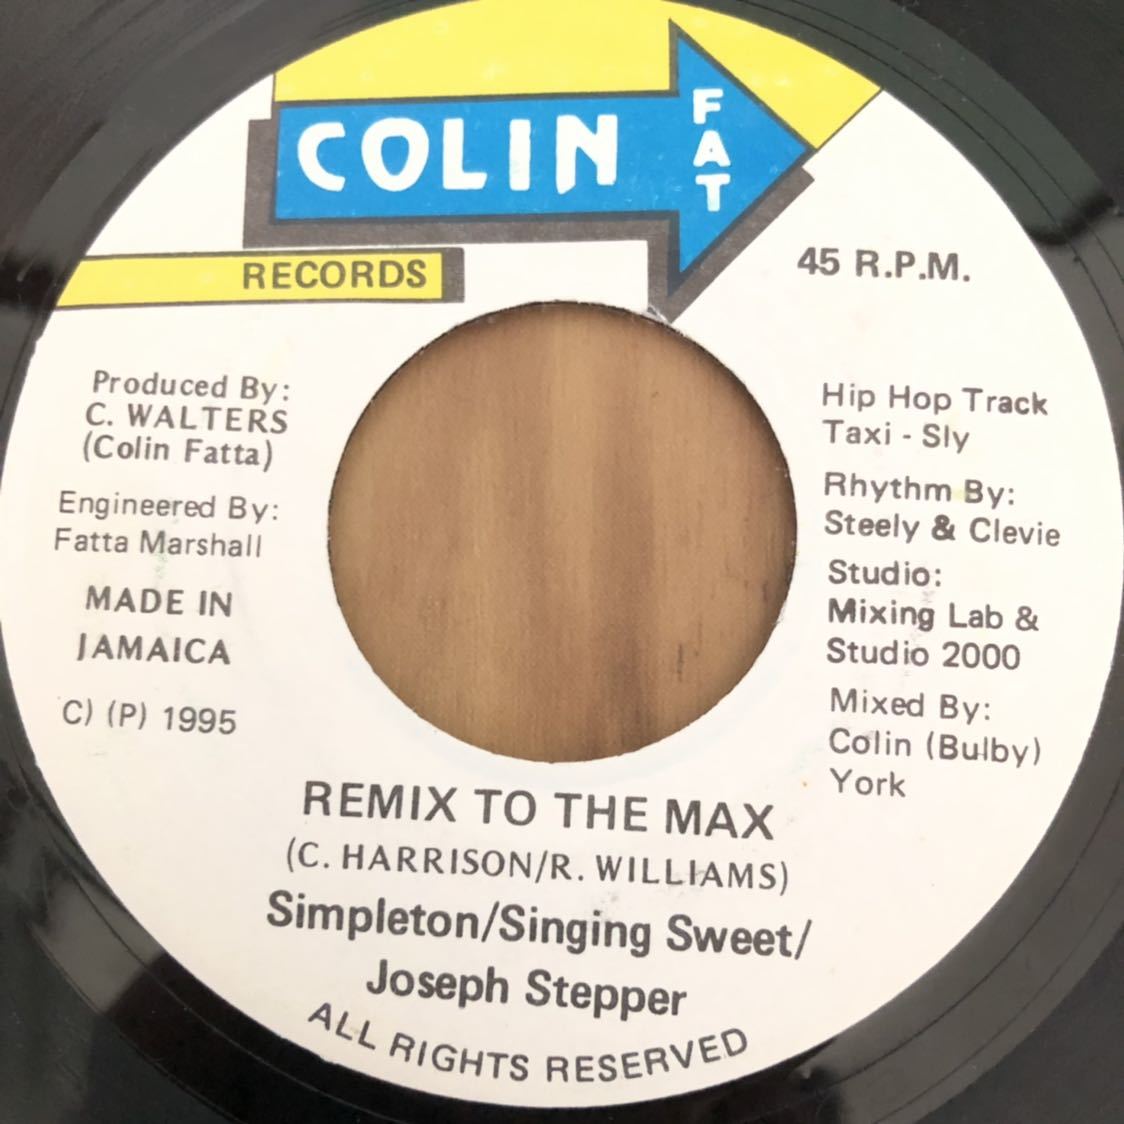 COLIN FAT
RECORDS
45 R.P.M.
Produced By:
C. WALTERS
(Colin Fatta)
Engineered By:
Fatta Marshall
MADE IN
JAMAICA
C) (P) 1995
Hip Hop Track
Taxi - Sly
Rhythm By:
Steely & Clevie
Studio:
Mixing Lab &
Studio 2000
Mixed By:
Colin (Bulby)
York
REMIX TO THE MAX
(C. HARRISON/R. WILLIAMS)
Simpleton/Singing Sweet/
Joseph Stepper
ALL RIGHTS RESERVED